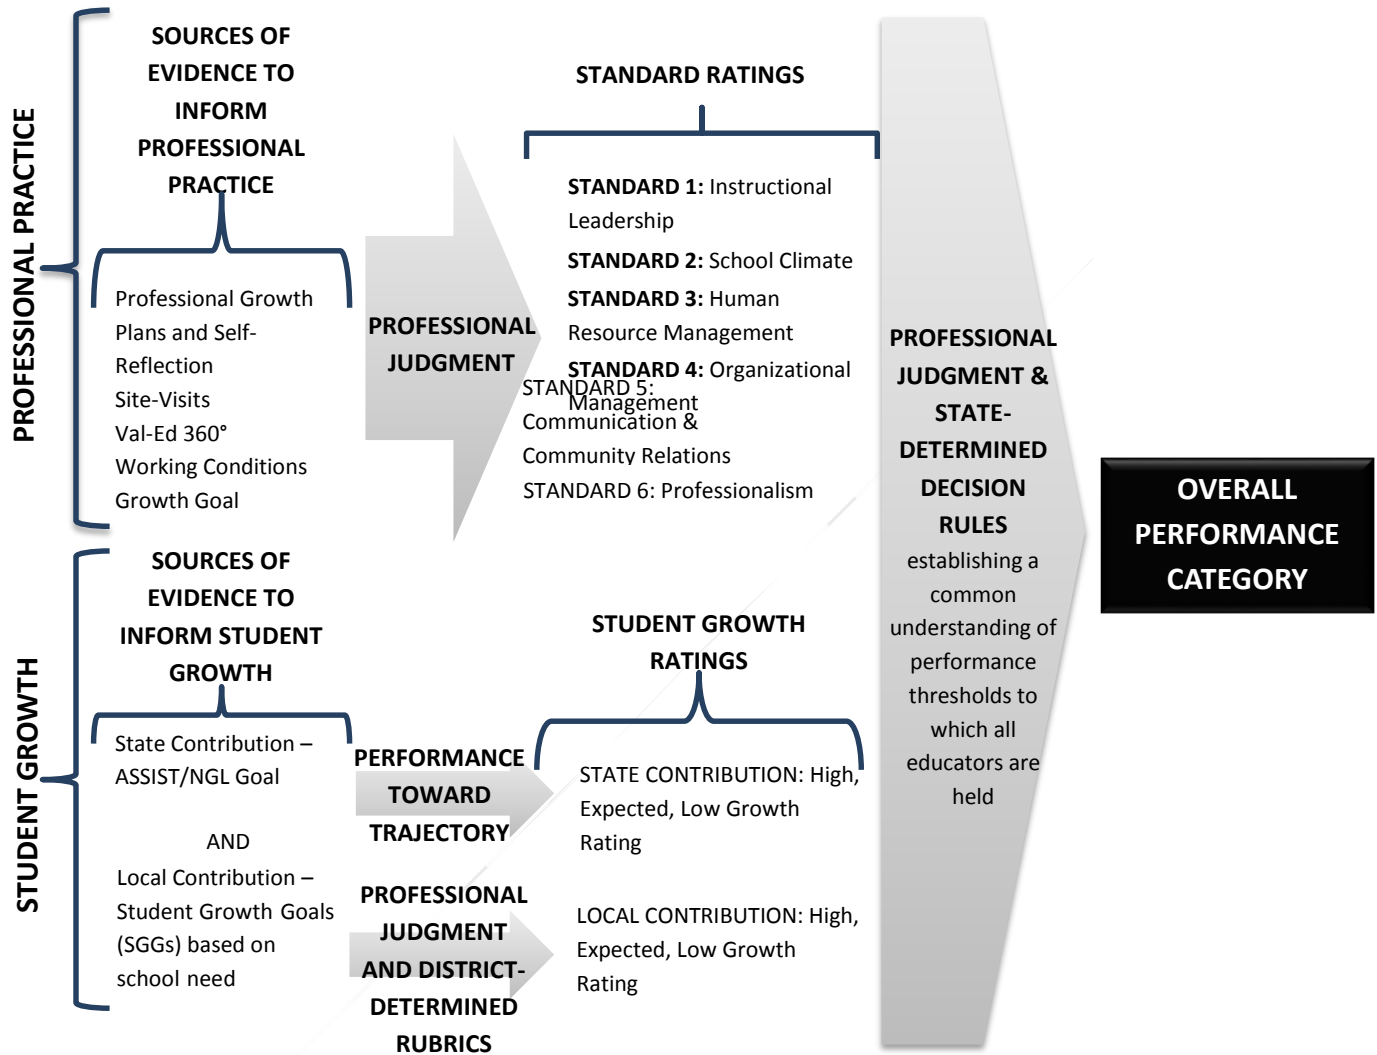 PROFESSIONAL PRACTICE
SOURCES OF
EVIDENCE TO
INFORM
PROFESSIONAL
PRACTICE
Professional Growth
Plans and Self-
Reflection
Site-Visits
Val-Ed 360°
Working Conditions
Growth Goal
PROFESSIONAL
JUDGMENT
STANDARD RATINGS
STANDARD 1: Instructional
Leadership
STANDARD 2: School Climate
STANDARD 3: Human
Resource Management
STANDARD 4: Organizational
Management
STANDARD 5:
Communication &
Community Relations
STANDARD 6: Professionalism
STUDENT GROWTH
SOURCES OF
EVIDENCE TO
INFORM STUDENT
GROWTH
State Contribution –
ASSIST/NGL Goal
AND
Local Contribution –
Student Growth Goals
(SGGs) based on
school need
PERFORMANCE
TOWARD
TRAJECTORY
PROFESSIONAL
JUDGMENT
AND DISTRICT-
DETERMINED
RUBRICS
STUDENT GROWTH
RATINGS
STATE CONTRIBUTION: High,
Expected, Low Growth
Rating
LOCAL CONTRIBUTION: High,
Expected, Low Growth
Rating
PROFESSIONAL
JUDGMENT &
STATE-
DETERMINED
DECISION
RULES
establishing a
common
understanding of
performance
thresholds to
which all
educators are
held
OVERALL
PERFORMANCE
CATEGORY